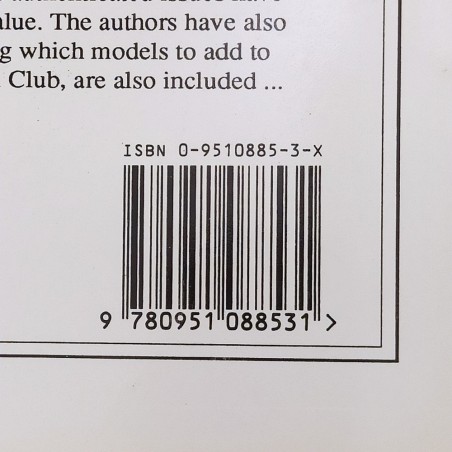 alue. The authors have also
g which models to add to
Club, are also included ...
ISBN 0-9510885-3-X
9 780951 088531 >